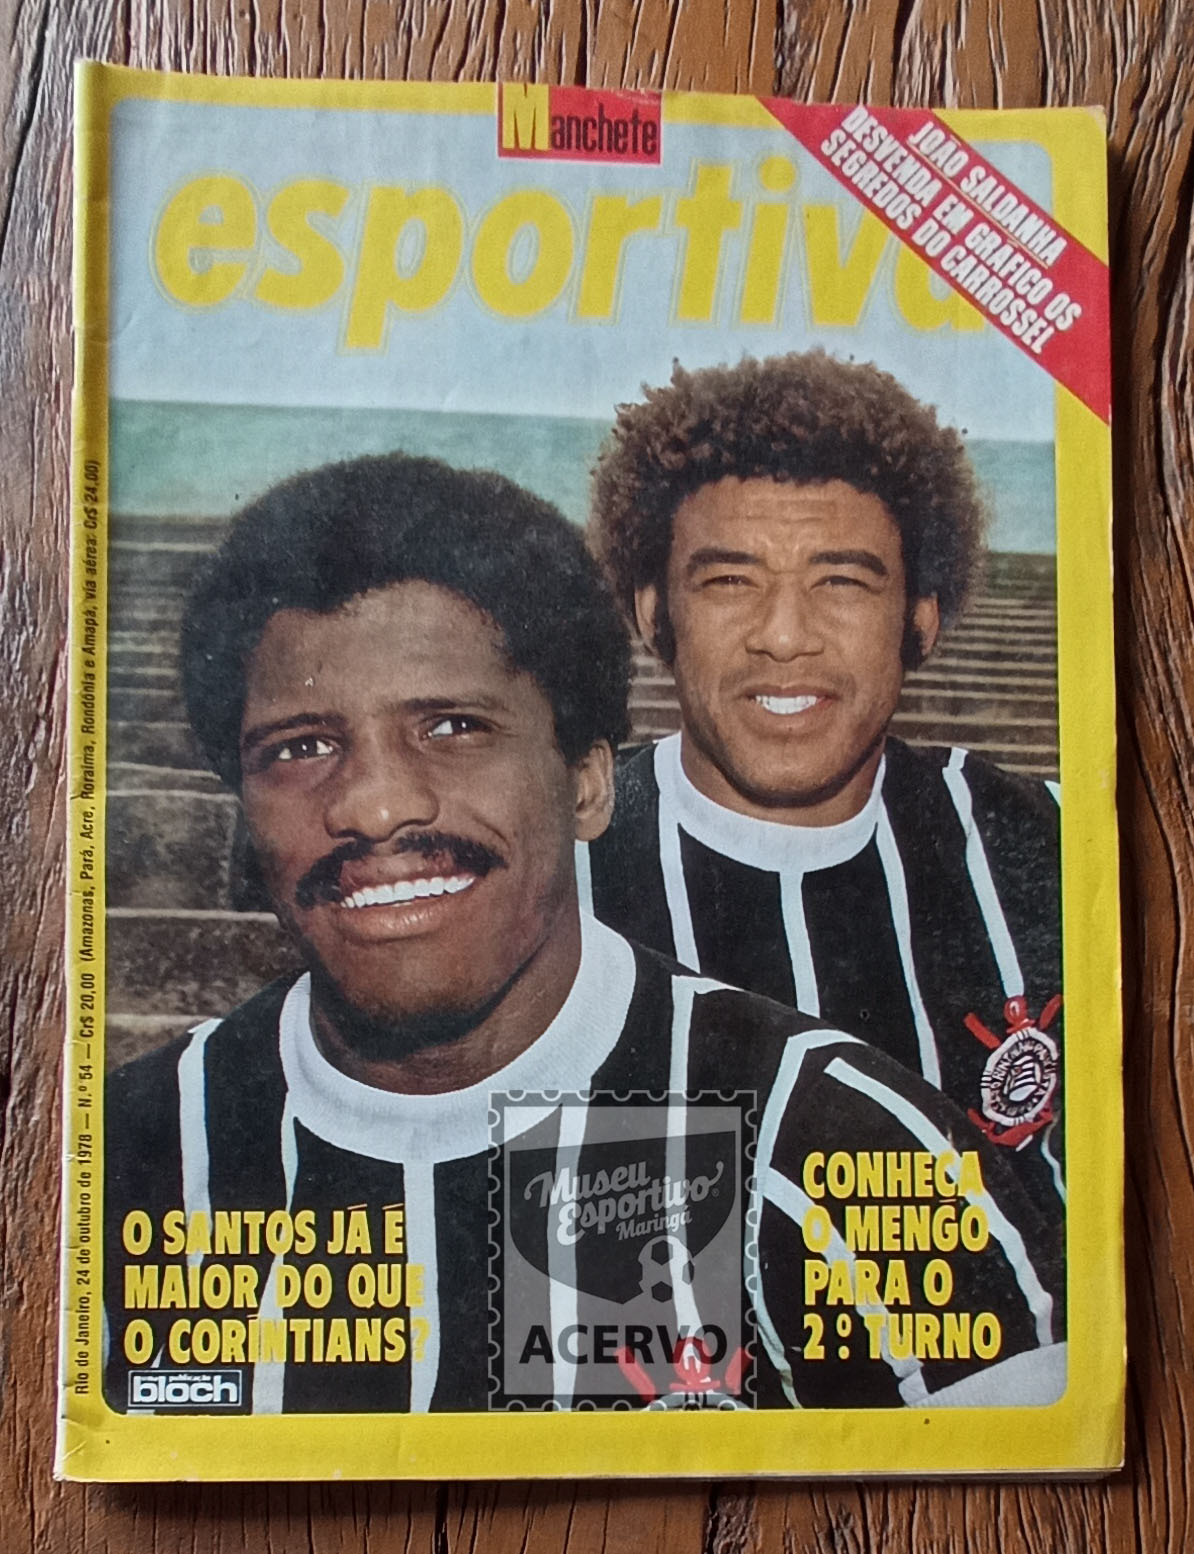 Manchete
esportiva
JOÃO SALDANHA
DESVENDA EM GRÁFICO OS
SEGREDOS DO CARROSSEL
Rio de Janeiro, 24 de outubro de 1978 — N.º 54 — Cr$ 20,00 (Amazonas, Pará, Acre, Roraima, Rondônia e Amapá, via aérea: Cr$ 24,00)
O SANTOS JÁ É
MAIOR DO QUE
O CORÍNTIANS?
CONHEÇA
O MENGO
PARA O
2º TURNO
bloch
Museu
Esportivo
Maringá
ACERVO